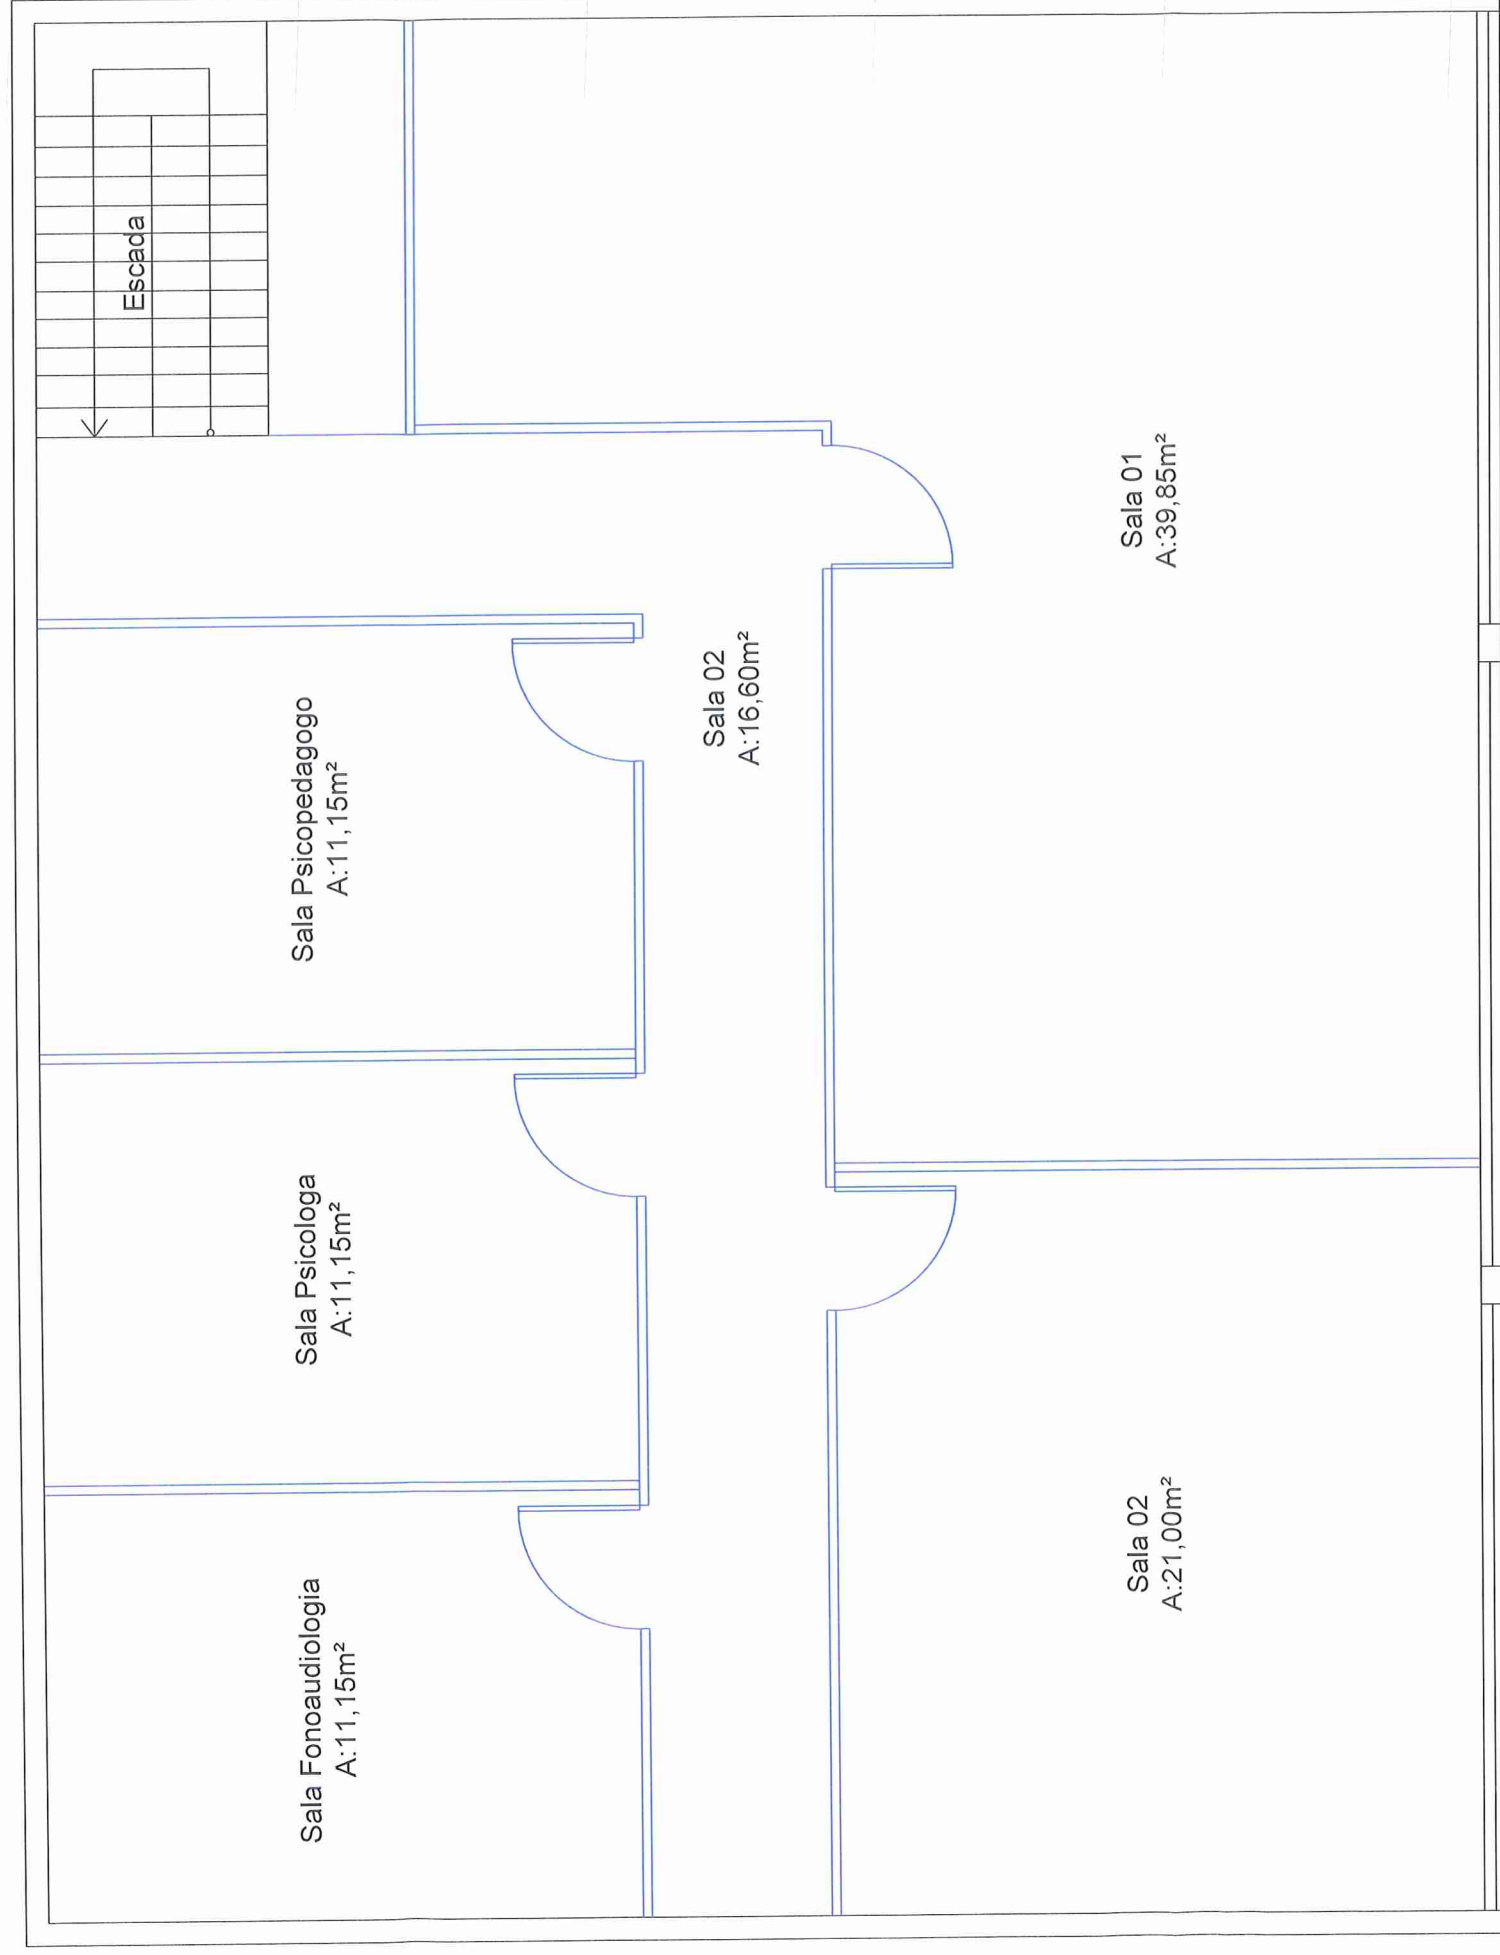 Escada
Sala Psicopedagogo
A:11,15m²
Sala 02
A:16,60m²
Sala 01
A:39,85m²
Sala Psicologa
A:11,15m²
Sala Fonoaudiologia
A:11,15m²
Sala 02
A:21,00m²